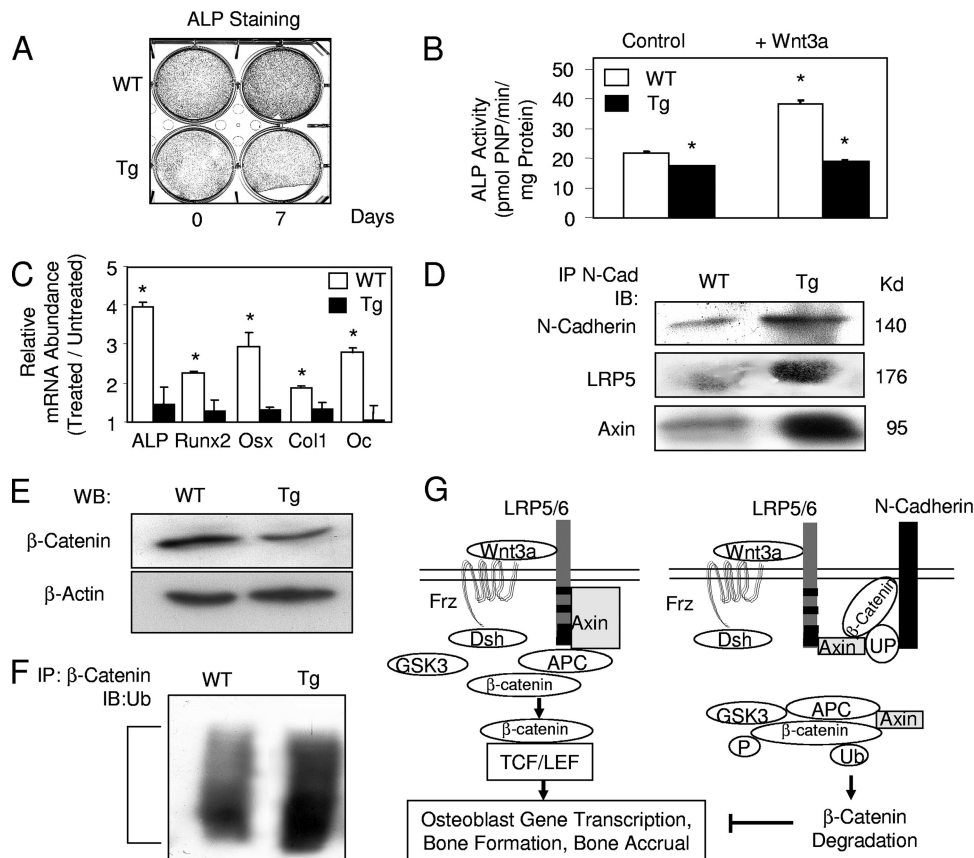 A
ALP Staining
WT
Tg
0 7 Days
B
Control + Wnt3a
ALP Activity
(pmol PNP/min/
mg Protein)
50
40
30
20
10
0
WT
Tg
*
*
*
C
Relative
mRNA Abundance
(Treated / Untreated)
5
4
3
2
1
WT
Tg
*
*
*
*
*
ALP Runx2 Osx Col1 Oc
D
IP N-Cad WT Tg Kd
IB:
N-Cadherin 140
LRP5 176
Axin 95
E
WB: WT Tg
β-Catenin
β-Actin
F
IP: β-Catenin WT Tg
IB:Ub
G
LRP5/6
Wnt3a
Frz
Dsh
Axin
GSK3
APC
β-catenin
β-catenin
TCF/LEF
Osteoblast Gene Transcription,
Bone Formation, Bone Accrual
LRP5/6
N-Cadherin
Wnt3a
Frz
Dsh
β-Catenin
Axin
UP
GSK3
APC
Axin
β-catenin
P
Ub
β-Catenin
Degradation